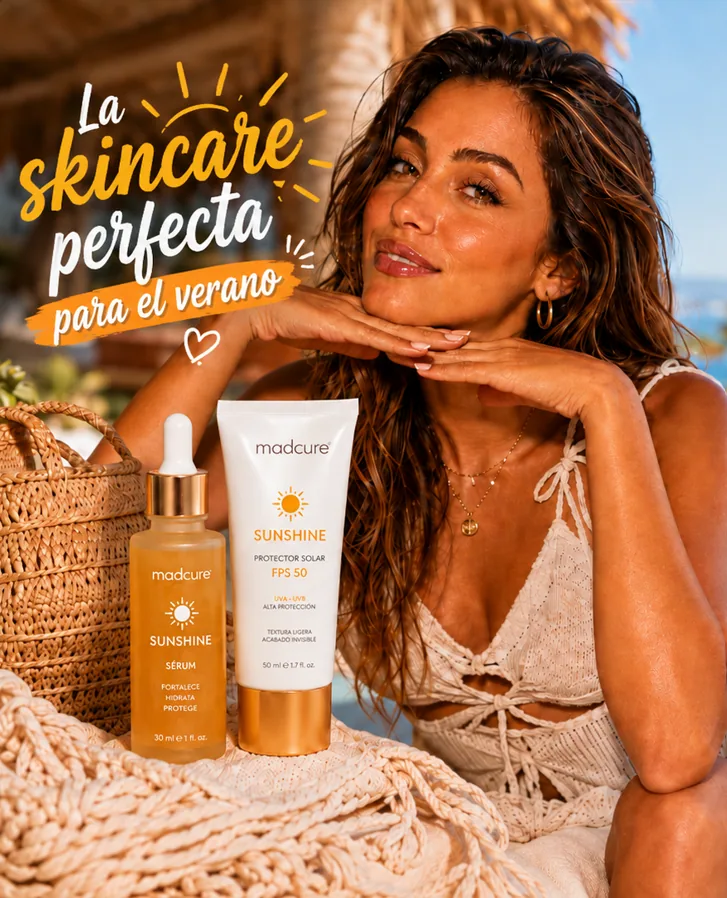 La
skincare
perfecta
para el verano
madcure®
SUNSHINE
SÉRUM
FORTALECE
HIDRATA
PROTEGE
30 ml ℮ 1 fl. oz.
madcure®
SUNSHINE
PROTECTOR SOLAR
FPS 50
UVA - UVB
ALTA PROTECCIÓN
TEXTURA LIGERA
ACABADO INVISIBLE
50 ml ℮ 1.7 fl. oz.